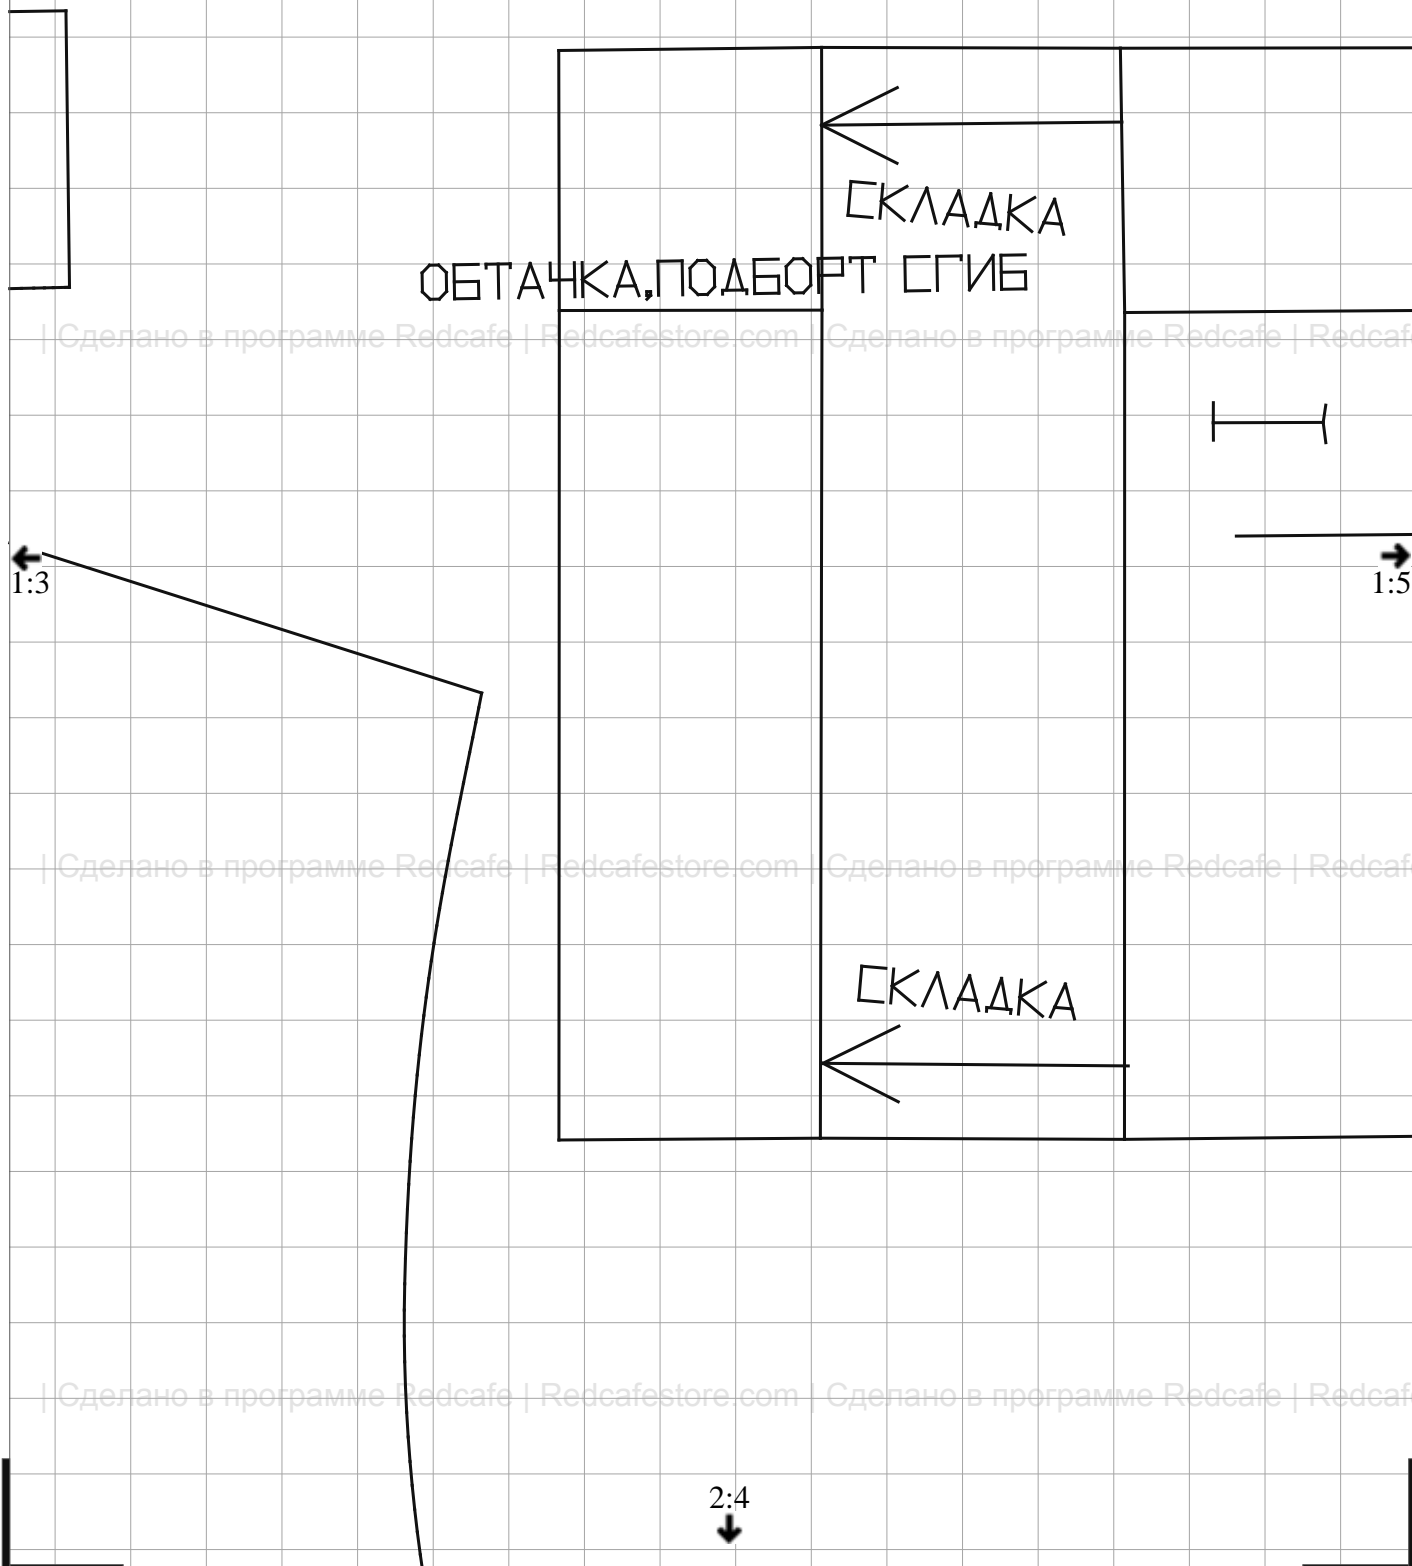 СКЛАДКА
ОБТАЧКА,ПОДБОРТ СГИБ
| Сделано в программе Redcafe | Redcafestore.com | Сделано в программе Redcafe | Redcaf
1:3
1:5
| Сделано в программе Redcafe | Redcafestore.com | Сделано в программе Redcafe | Redcaf
СКЛАДКА
| Сделано в программе Redcafe | Redcafestore.com | Сделано в программе Redcafe | Redcaf
2:4